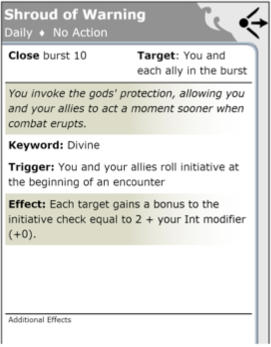 Shroud of Warning
Daily ♦ No Action
Close burst 10 Target: You and
each ally in the burst
You invoke the gods' protection, allowing you
and your allies to act a moment sooner when
combat erupts.
Keyword: Divine
Trigger: You and your allies roll initiative at
the beginning of an encounter
Effect: Each target gains a bonus to the
initiative check equal to 2 + your Int modifier
(+0).
Additional Effects